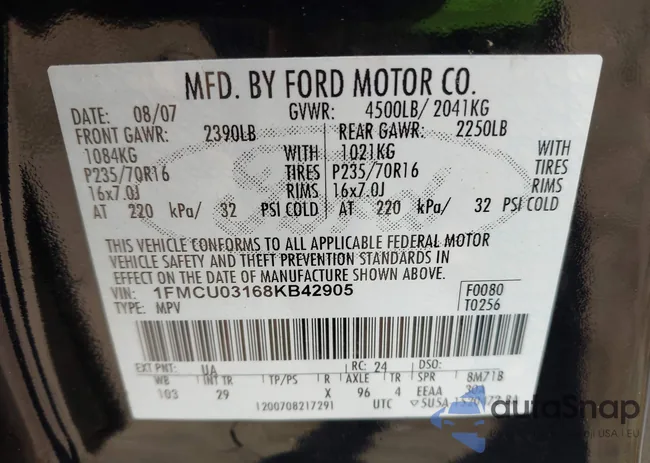 MFD. BY FORD MOTOR CO.
DATE: 08/07 GVWR: 4500LB/ 2041KG
FRONT GAWR: 2390LB REAR GAWR: 2250LB
1084KG WITH 1021KG WITH
P235/70R16 TIRES P235/70R16 TIRES
16x7.0J RIMS 16x7.0J RIMS
AT 220 kPa/ 32 PSI COLD AT 220 kPa/ 32 PSI COLD
Ford
THIS VEHICLE CONFORMS TO ALL APPLICABLE FEDERAL MOTOR
VEHICLE SAFETY AND THEFT PREVENTION STANDARDS IN
EFFECT ON THE DATE OF MANUFACTURE SHOWN ABOVE.
VIN: 1FMCU03168KB42905 F0080
TYPE: MPV T0256
EXT PNT: UA RC: 24 DSO:
WB INT TR TP/PS R AXLE TR SPR 8M718
103 29 X 96 4 EEAA
1200708217291 UTC SUSA
autoSnap